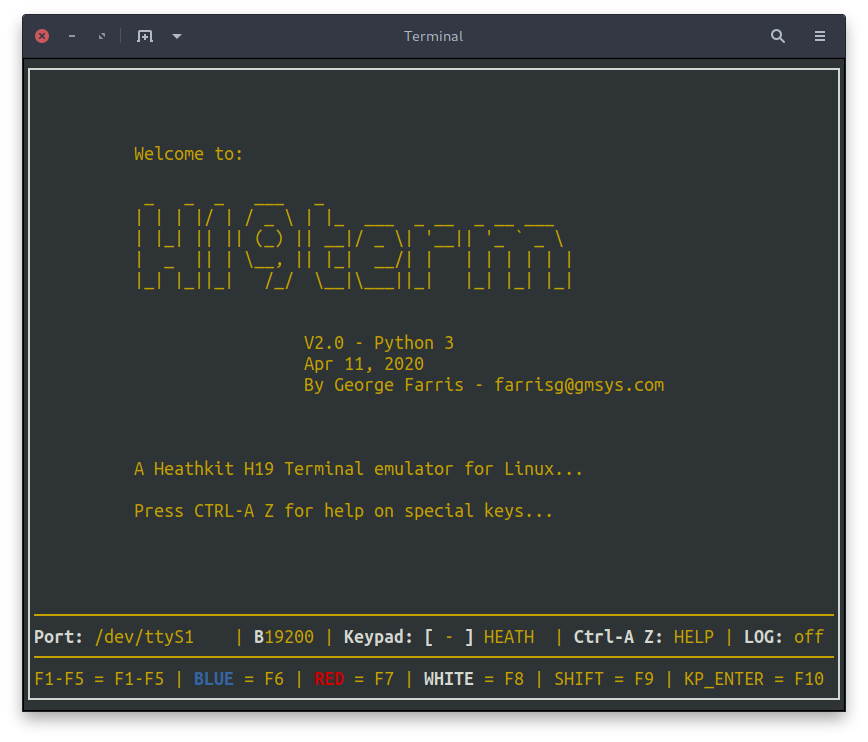 Terminal
Welcome to:
H19term
V2.0 - Python 3
Apr 11, 2020
By George Farris - farrisg@gmsys.com
A Heathkit H19 Terminal emulator for Linux...
Press CTRL-A Z for help on special keys...
Port: /dev/ttyS1 | B19200 | Keypad: [ - ] HEATH | Ctrl-A Z: HELP | LOG: off
F1-F5 = F1-F5 | BLUE = F6 | RED = F7 | WHITE = F8 | SHIFT = F9 | KP_ENTER = F10